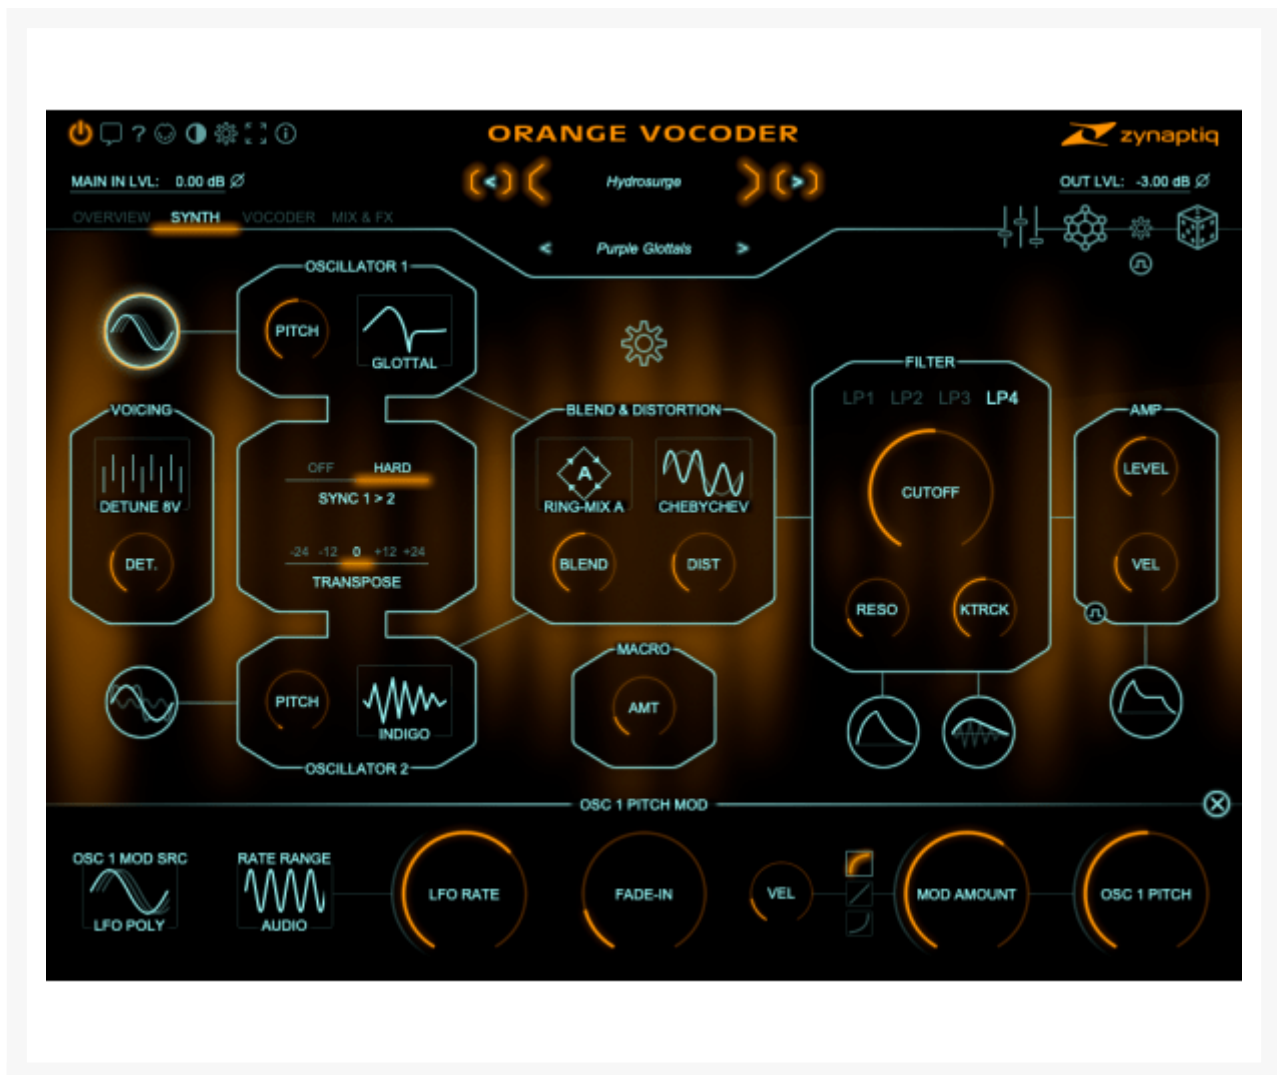 ?
ORANGE VOCODER
zynaptiq
MAIN IN LVL: 0.00 dB
< Hydrosurge >
OUT LVL: -3.00 dB
OVERVIEW SYNTH VOCODER MIX & FX
< Purple Glottals >
OSCILLATOR 1
PITCH
GLOTTAL
VOICING
DETUNE 8V
DET.
OFF HARD
SYNC 1 > 2
-24 -12 0 +12 +24
TRANSPOSE
BLEND & DISTORTION
A
RING-MIX A CHEBYCHEV
BLEND DIST
FILTER
LP1 LP2 LP3 LP4
CUTOFF
RESO KTRCK
AMP
LEVEL
VEL
PITCH
INDIGO
OSCILLATOR 2
MACRO
AMT
OSC 1 PITCH MOD
OSC 1 MOD SRC
LFO POLY
RATE RANGE
AUDIO
LFO RATE
FADE-IN
VEL
MOD AMOUNT
OSC 1 PITCH